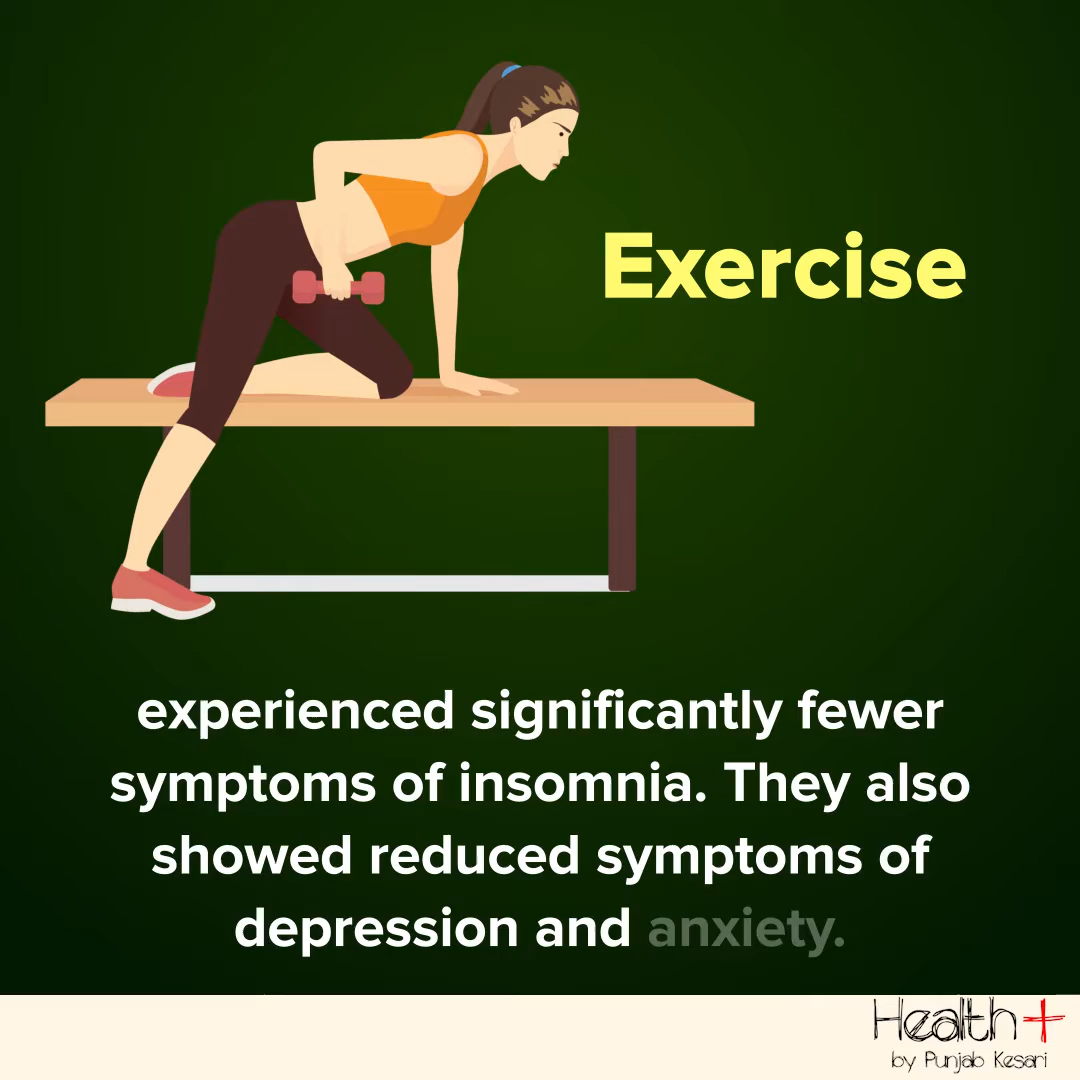 Exercise
experienced significantly fewer
symptoms of insomnia. They also
showed reduced symptoms of
depression and anxiety.
Health+
by Punjab Kesari